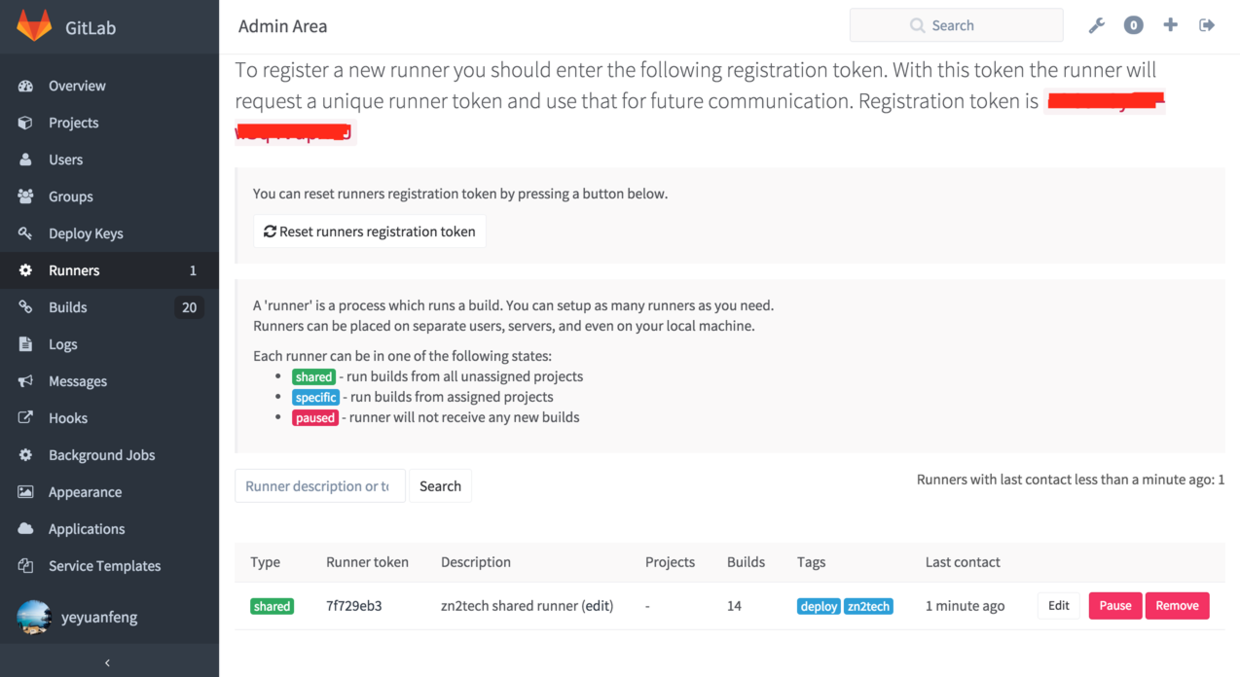 GitLab
Admin Area
Search
0
Overview
Projects
Users
Groups
Deploy Keys
Runners 1
Builds 20
Logs
Messages
Hooks
Background Jobs
Appearance
Applications
Service Templates
yeyuanfeng
To register a new runner you should enter the following registration token. With this token the runner will
request a unique runner token and use that for future communication. Registration token is
You can reset runners registration token by pressing a button below.
Reset runners registration token
A 'runner' is a process which runs a build. You can setup as many runners as you need.
Runners can be placed on separate users, servers, and even on your local machine.
Each runner can be in one of the following states:
• shared - run builds from all unassigned projects
• specific - run builds from assigned projects
• paused - runner will not receive any new builds
Runner description or to
Search
Runners with last contact less than a minute ago: 1
Type Runner token Description Projects Builds Tags Last contact
shared 7f729eb3 zn2tech shared runner (edit) - 14 deploy zn2tech 1 minute ago Edit Pause Remove